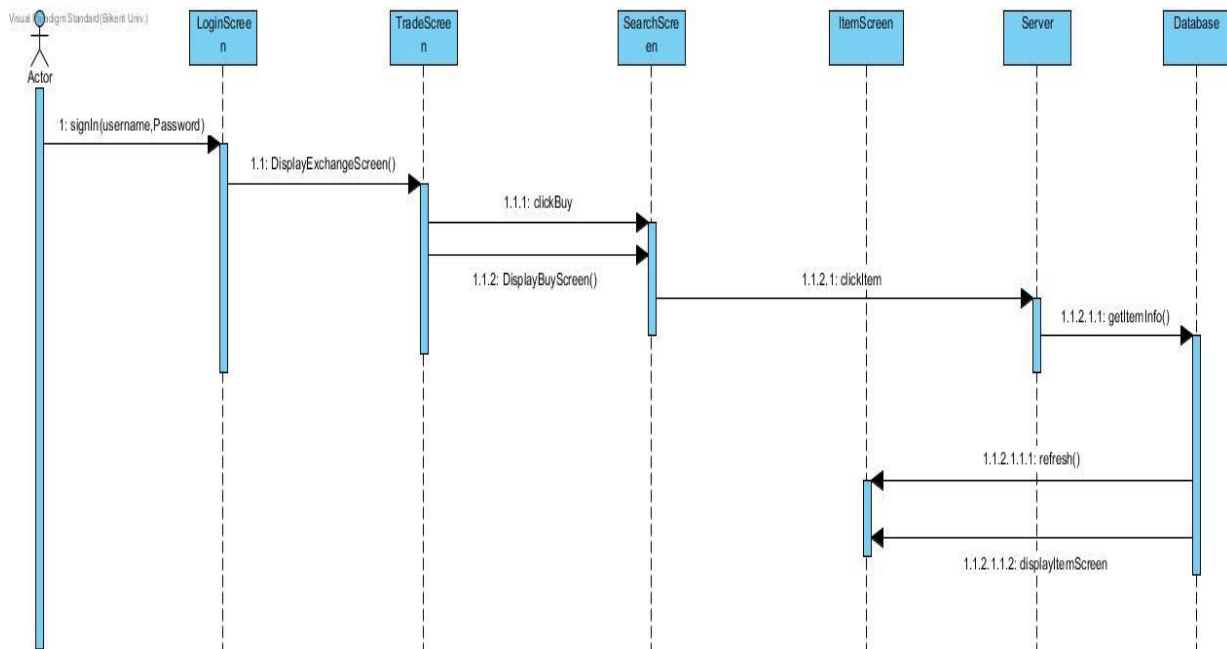 Visual Paradigm Standard(Bilkent Univ.)
LoginScree
n
TradeScree
n
SearchScre
en
ItemScreen
Server
Database
Actor
1: signIn(username,Password)
1.1: DisplayExchangeScreen()
1.1.1: clickBuy
1.1.2: DisplayBuyScreen()
1.1.2.1: clickItem
1.1.2.1.1: getItemInfo()
1.1.2.1.1.1: refresh()
1.1.2.1.1.2: displayItemScreen